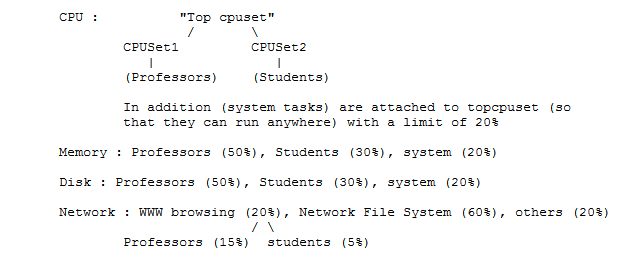 CPU :          "Top cpuset"
                /       \
        CPUSet1         CPUSet2
           |               |
        (Professors)    (Students)
        In addition (system tasks) are attached to topcpuset (so
        that they can run anywhere) with a limit of 20%
Memory : Professors (50%), Students (30%), system (20%)
Disk : Professors (50%), Students (30%), system (20%)
Network : WWW browsing (20%), Network File System (60%), others (20%)
                        / \
        Professors (15%)  students (5%)